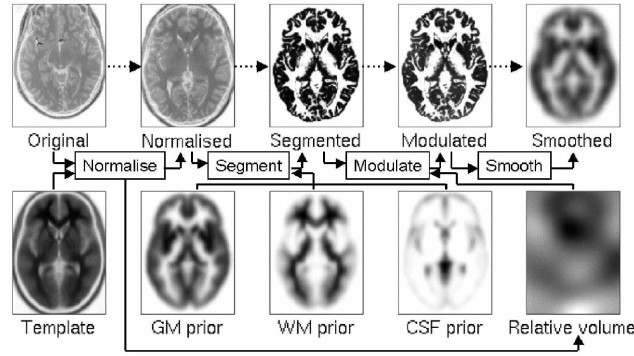 Original Normalised Segmented Modulated Smoothed
Normalise Segment Modulate Smooth
Template GM prior WM prior CSF prior Relative volume